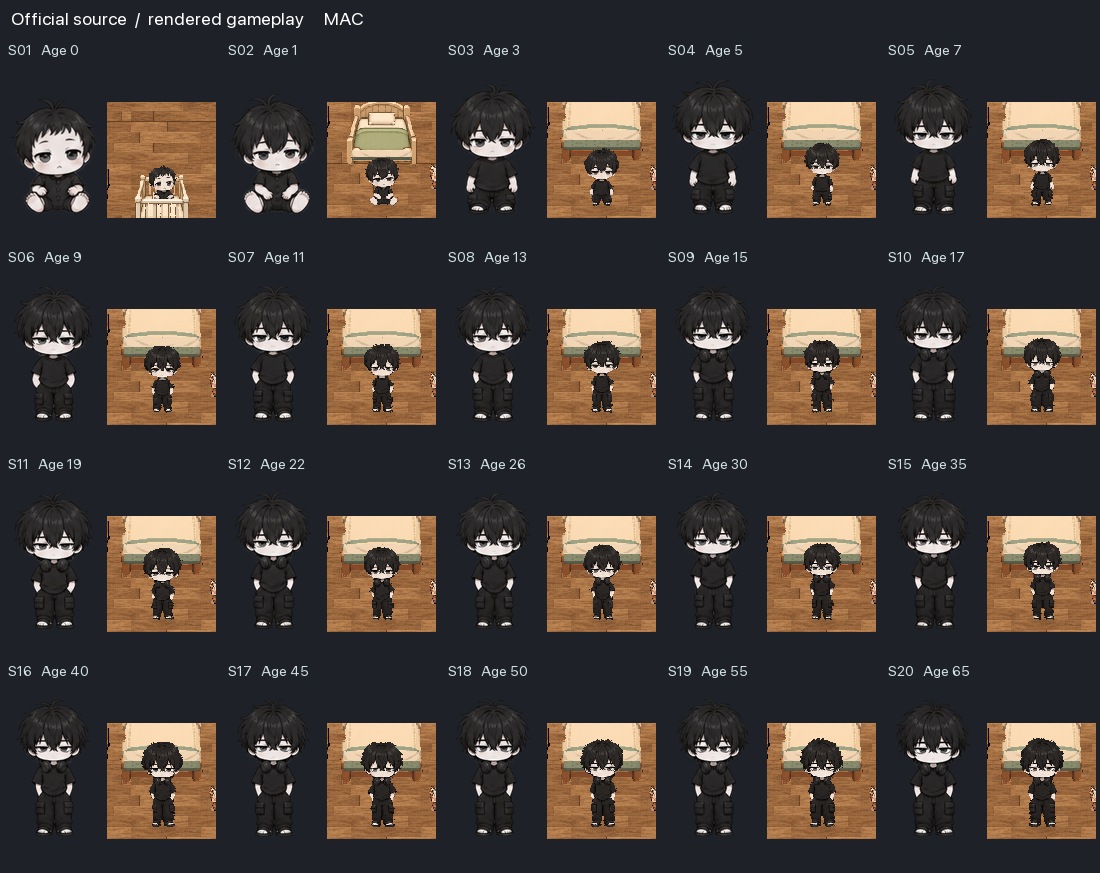 Official source / rendered gameplay MAC
S01 Age 0 S02 Age 1 S03 Age 3 S04 Age 5 S05 Age 7
S06 Age 9 S07 Age 11 S08 Age 13 S09 Age 15 S10 Age 17
S11 Age 19 S12 Age 22 S13 Age 26 S14 Age 30 S15 Age 35
S16 Age 40 S17 Age 45 S18 Age 50 S19 Age 55 S20 Age 65